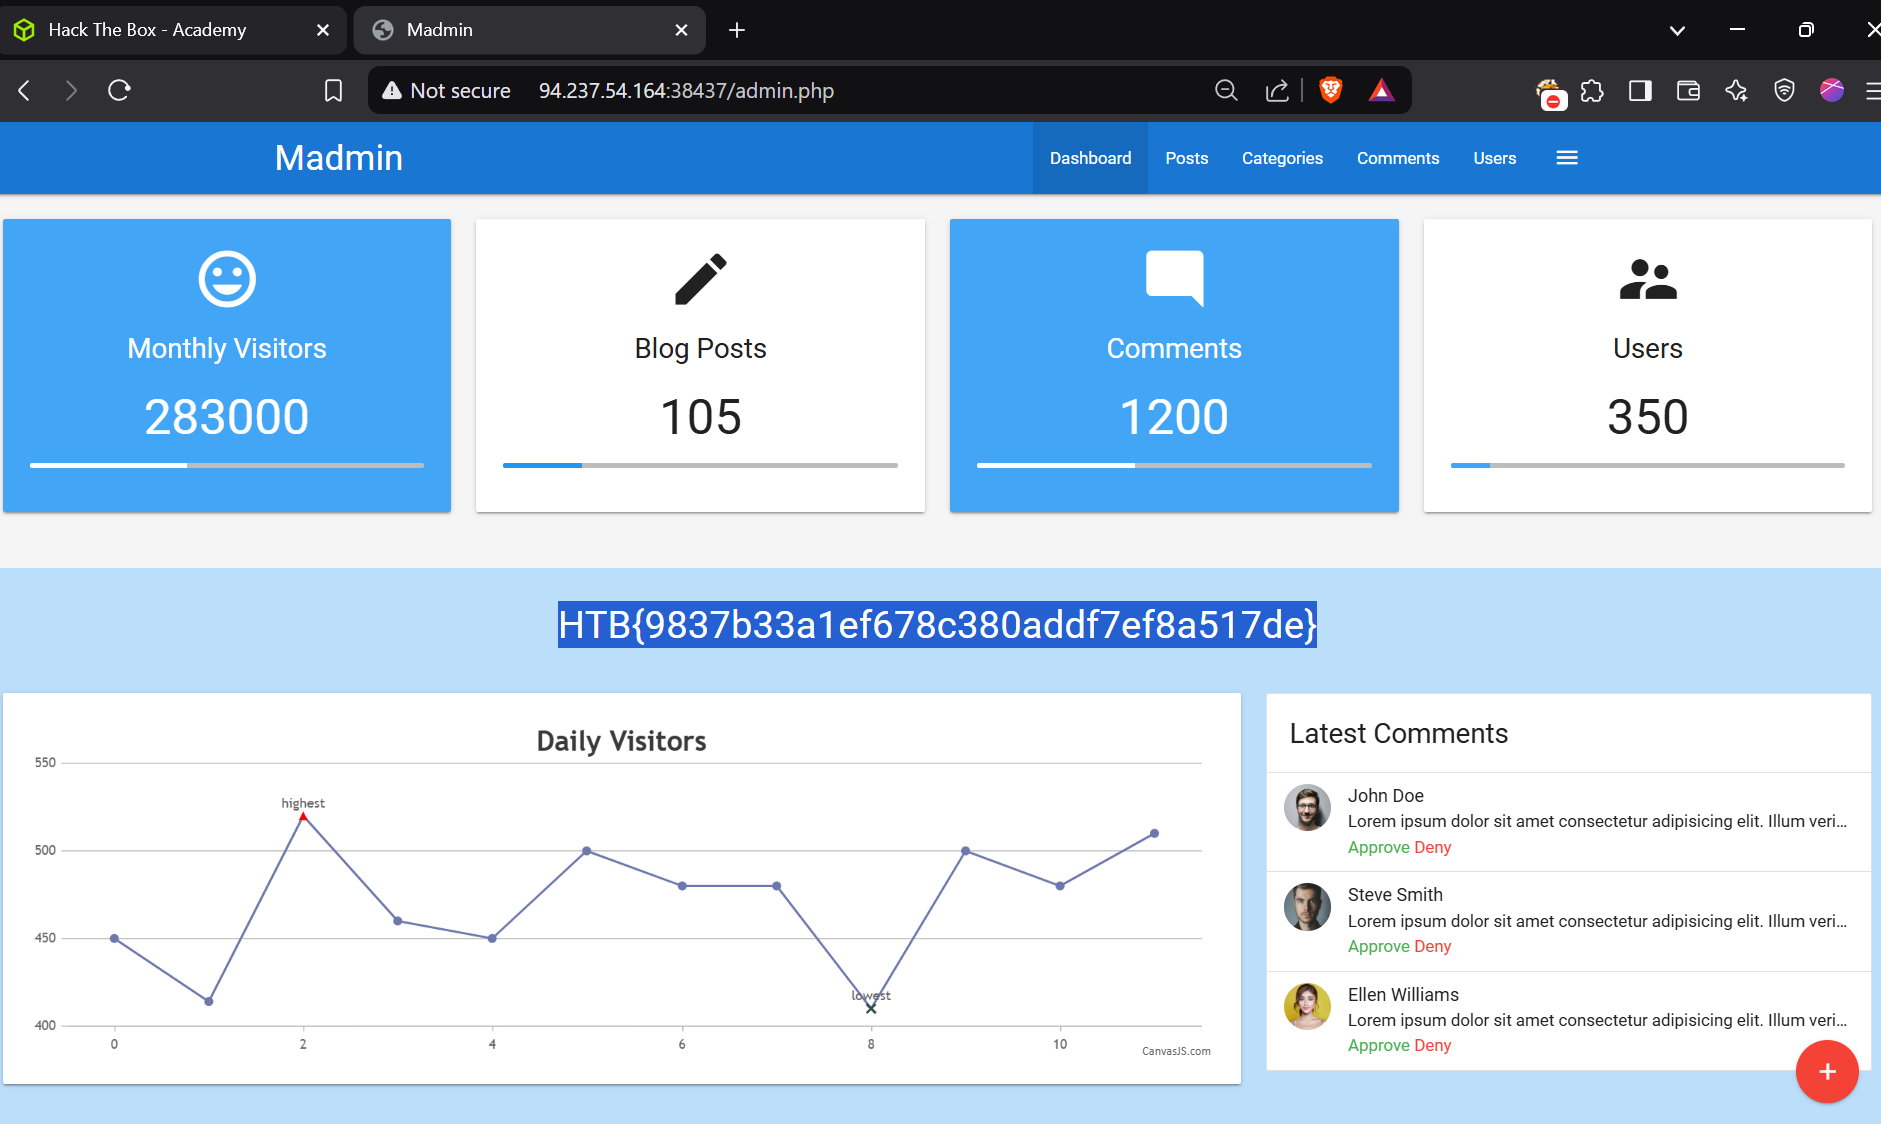 Hack The Box - Academy
Madmin
Not secure 94.237.54.164:38437/admin.php
Madmin
Dashboard Posts Categories Comments Users
Monthly Visitors
283000
Blog Posts
105
Comments
1200
Users
350
HTB{9837b33a1ef678c380addf7ef8a517de}
Daily Visitors
550
500
450
400
highest
lowest
0 2 4 6 8 10
CanvasJS.com
Latest Comments
John Doe
Lorem ipsum dolor sit amet consectetur adipisicing elit. Illum veri...
Approve Deny
Steve Smith
Lorem ipsum dolor sit amet consectetur adipisicing elit. Illum veri...
Approve Deny
Ellen Williams
Lorem ipsum dolor sit amet consectetur adipisicing elit. Illum veri...
Approve Deny